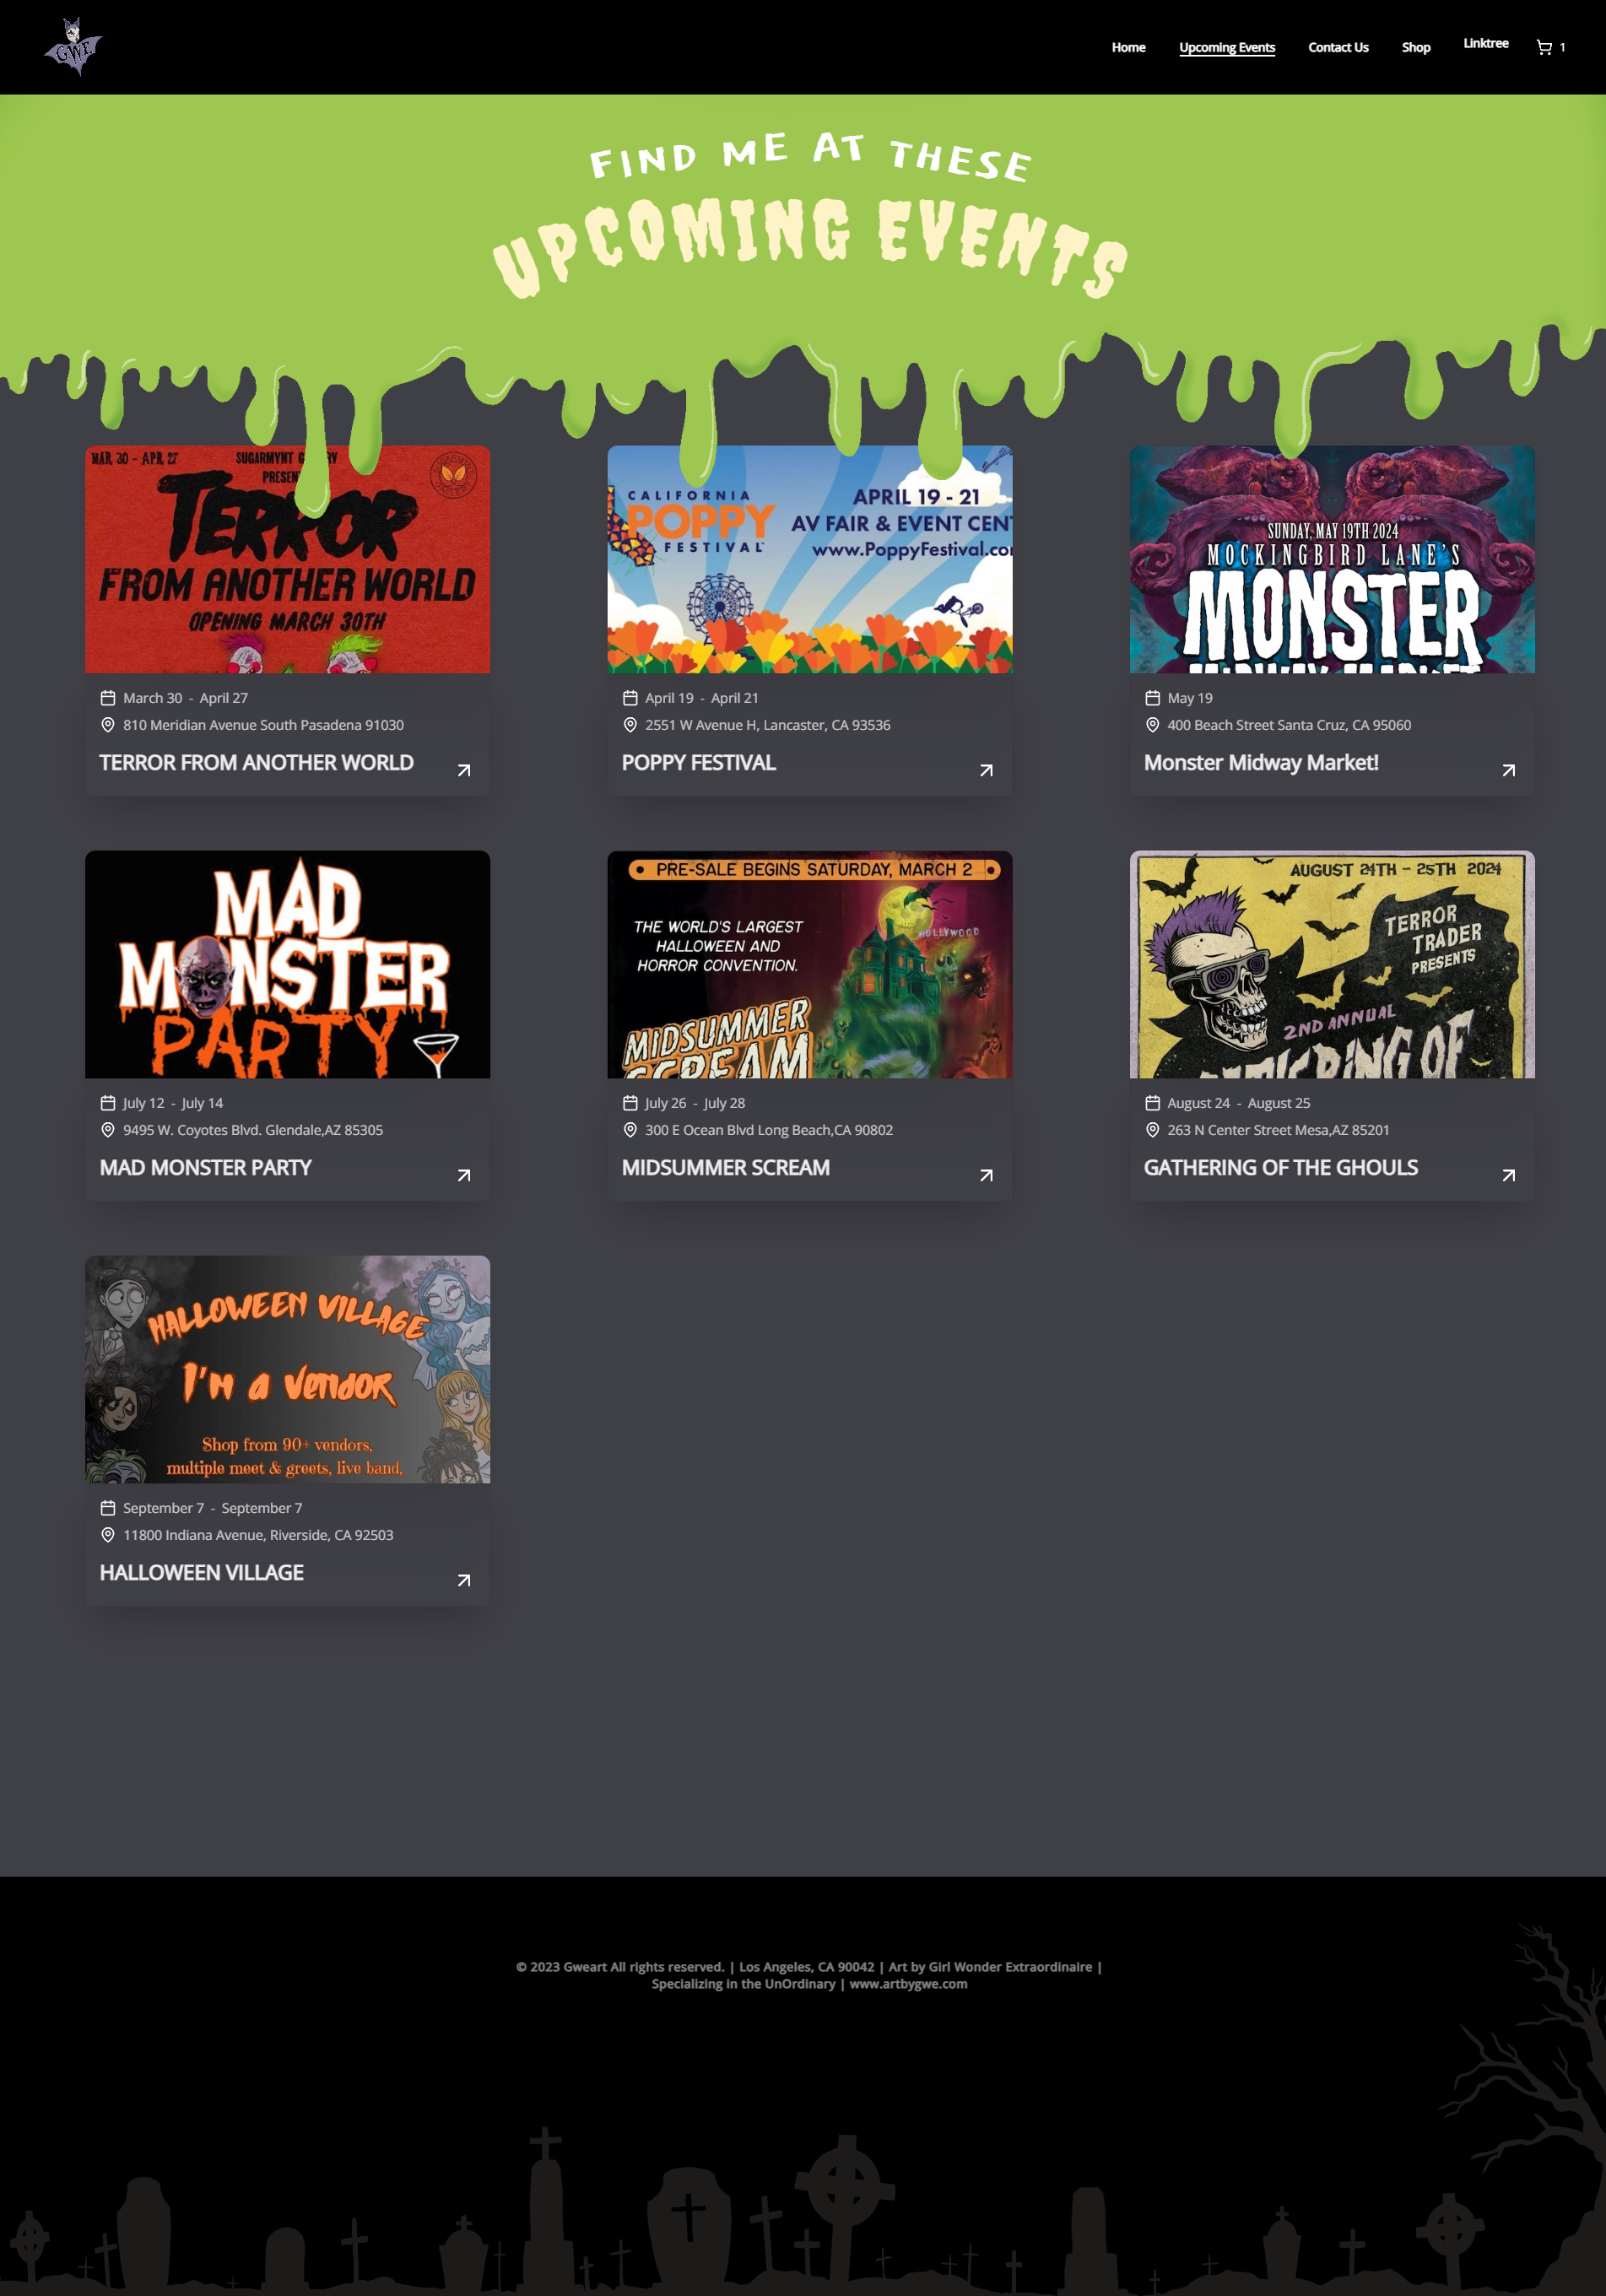 GWE
Home
Upcoming Events
Contact Us
Shop
Linktree
1
FIND ME AT THESE
UPCOMING EVENTS
MAR 30 - APR 27
SUGARMYNT
TERROR
FROM ANOTHER WORLD
OPENING MARCH 30TH
March 30 - April 27
810 Meridian Avenue South Pasadena 91030
TERROR FROM ANOTHER WORLD
CALIFORNIA
POPPY
FESTIVAL
APRIL 19 - 21
AV FAIR & EVENT CENT
www.PoppyFestival.co
April 19 - April 21
2551 W Avenue H, Lancaster, CA 93536
POPPY FESTIVAL
SUNDAY, MAY 19TH 2024
MOCKINGBIRD LANE'S
MONSTER
MIDWAY MARKET
May 19
400 Beach Street Santa Cruz, CA 95060
Monster Midway Market!
MAD
MONSTER
PARTY
July 12 - July 14
9495 W. Coyotes Blvd. Glendale,AZ 85305
MAD MONSTER PARTY
PRE-SALE BEGINS SATURDAY, MARCH 2
THE WORLD'S LARGEST
HALLOWEEN AND
HORROR CONVENTION.
HOLLYWOOD
MIDSUMMER
SCREAM
July 26 - July 28
300 E Ocean Blvd Long Beach,CA 90802
MIDSUMMER SCREAM
AUGUST 24TH - 25TH 2024
TERROR
TRADER
PRESENTS
2ND ANNUAL
GATHERING OF
August 24 - August 25
263 N Center Street Mesa,AZ 85201
GATHERING OF THE GHOULS
HALLOWEEN VILLAGE
I'm a Vendor
Shop from 90+ vendors,
multiple meet & greets, live band,
September 7 - September 7
11800 Indiana Avenue, Riverside, CA 92503
HALLOWEEN VILLAGE
© 2023 Gweart All rights reserved. | Los Angeles, CA 90042 | Art by Girl Wonder Extraordinaire |
Specializing in the UnOrdinary | www.artbygwe.com